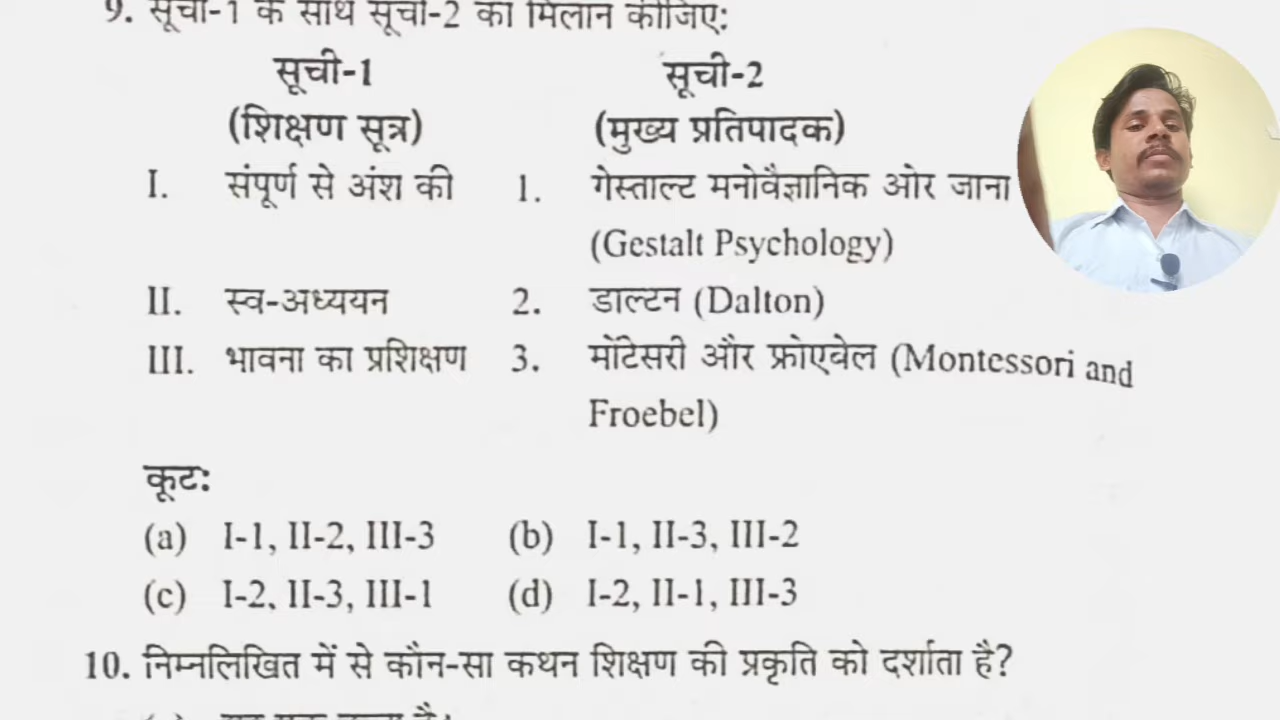 9. सूची-1 के साथ सूची-2 का मिलान कीजिए:
सूची-1 सूची-2
(शिक्षण सूत्र) (मुख्य प्रतिपादक)
I. संपूर्ण से अंश की 1. गेस्ताल्ट मनोवैज्ञानिक ओर जाना
(Gestalt Psychology)
II. स्व-अध्ययन 2. डाल्टन (Dalton)
III. भावना का प्रशिक्षण 3. मोंटेसरी और फ्रोएबेल (Montessori and
Froebel)
कूट:
(a) I-1, II-2, III-3 (b) I-1, II-3, III-2
(c) I-2, II-3, III-1 (d) I-2, II-1, III-3
10. निम्नलिखित में से कौन-सा कथन शिक्षण की प्रकृति को दर्शाता है?